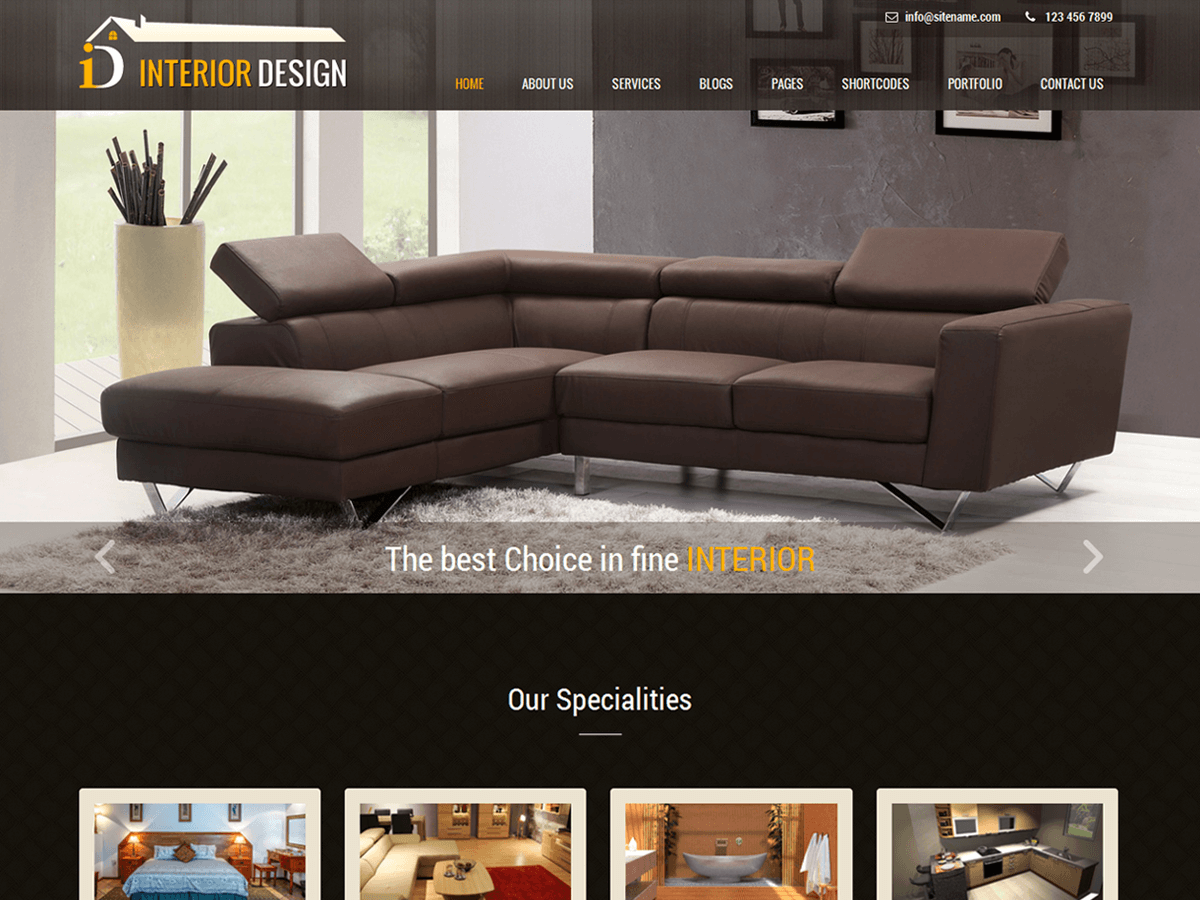 info@sitename.com 123 456 7899
iD INTERIOR DESIGN
HOME ABOUT US SERVICES BLOGS PAGES SHORTCODES PORTFOLIO CONTACT US
The best Choice in fine INTERIOR
Our Specialities